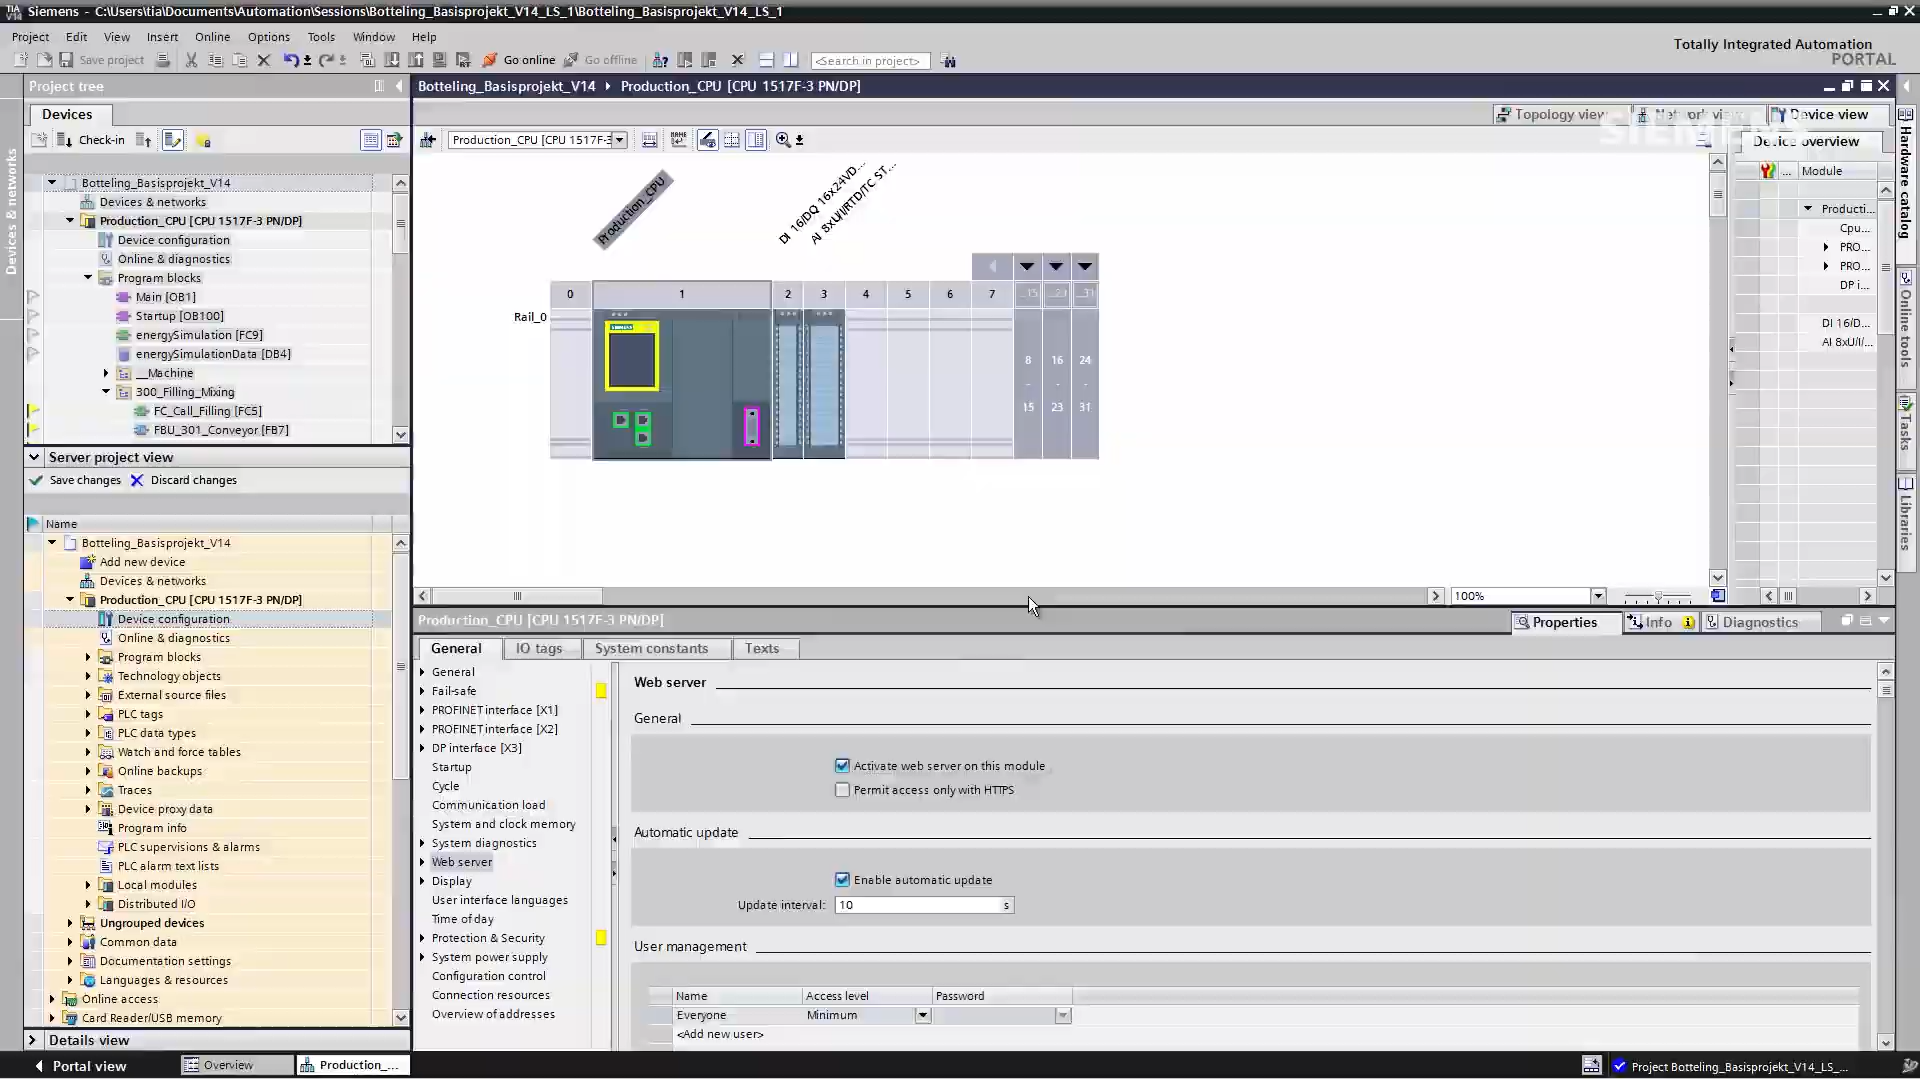 Siemens - C:\Users\tia\Documents\Automation\Sessions\Botteling_Basisprojekt_V14_LS_1\Botteling_Basisprojekt_V14_LS_1
Project Edit View Insert Online Options Tools Window Help
Totally Integrated Automation
PORTAL
Save project Go online Go offline <Search in project>
Project tree
Botteling_Basisprojekt_V14 Production_CPU [CPU 1517F-3 PN/DP]
Devices
Topology view Network view Device view
SIEMENS
Check-in
Production_CPU [CPU 1517F-3
Device overview
Module
Botteling_Basisprojekt_V14
Devices & networks
Production_CPU [CPU 1517F-3 PN/DP]
Device configuration
Online & diagnostics
Program blocks
Main [OB1]
Startup [OB100]
energySimulation [FC9]
energySimulationData [DB4]
__Machine
300_Filling_Mixing
FC_Call_Filling [FC5]
FBU_301_Conveyor [FB7]
Devices & networks
Production_CPU
DI 16/DQ 16x24VD...
AI 8xU/I/RTD/TC ST...
0 1 2 3 4 5 6 7
Rail_0
8 16 24
- - -
15 23 31
SIEMENS
Producti...
Cpu...
PRO...
PRO...
DP i...
DI 16/D...
AI 8xU/I/...
Hardware catalog
Online tools
Tasks
Libraries
Server project view
Save changes Discard changes
Name
Botteling_Basisprojekt_V14
Add new device
Devices & networks
Production_CPU [CPU 1517F-3 PN/DP]
Device configuration
Online & diagnostics
Program blocks
Technology objects
External source files
PLC tags
PLC data types
Watch and force tables
Online backups
Traces
Device proxy data
Program info
PLC supervisions & alarms
PLC alarm text lists
Local modules
Distributed I/O
Ungrouped devices
Common data
Documentation settings
Languages & resources
Online access
Card Reader/USB memory
Details view
100%
Production_CPU [CPU 1517F-3 PN/DP]
Properties Info Diagnostics
General IO tags System constants Texts
General
Fail-safe
PROFINET interface [X1]
PROFINET interface [X2]
DP interface [X3]
Startup
Cycle
Communication load
System and clock memory
System diagnostics
Web server
Display
User interface languages
Time of day
Protection & Security
System power supply
Configuration control
Connection resources
Overview of addresses
Web server
General
Activate web server on this module
Permit access only with HTTPS
Automatic update
Enable automatic update
Update interval: 10 s
User management
Name Access level Password
Everyone Minimum
<Add new user>
Portal view Overview Production_... Project Botteling_Basisprojekt_V14_LS_...